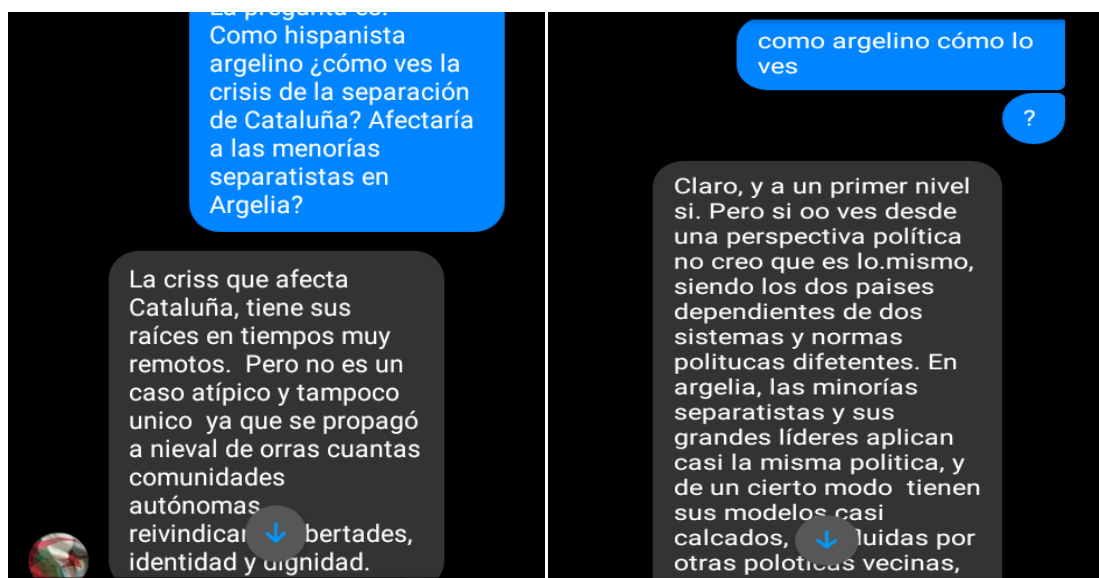 La pregunta es:
Como hispanista
argelino ¿cómo ves la
crisis de la separación
de Cataluña? Afectaría
a las menorías
separatistas en
Argelia?
La criss que afecta
Cataluña, tiene sus
raíces en tiempos muy
remotos. Pero no es un
caso atípico y tampoco
unico ya que se propagó
a nieval de orras cuantas
comunidades
autónomas
identidad y dignidad.
como argelino cómo lo
ves
?
Claro, y a un primer nivel
si. Pero si oo ves desde
una perspectiva política
no creo que es lo.mismo,
siendo los dos paises
dependientes de dos
sistemas y normas
politucas difetentes. En
argelia, las minorías
separatistas y sus
grandes líderes aplican
casi la misma politica, y
de un cierto modo tienen
sus modelos casi
calcados, por
otras poloticas vecinas,